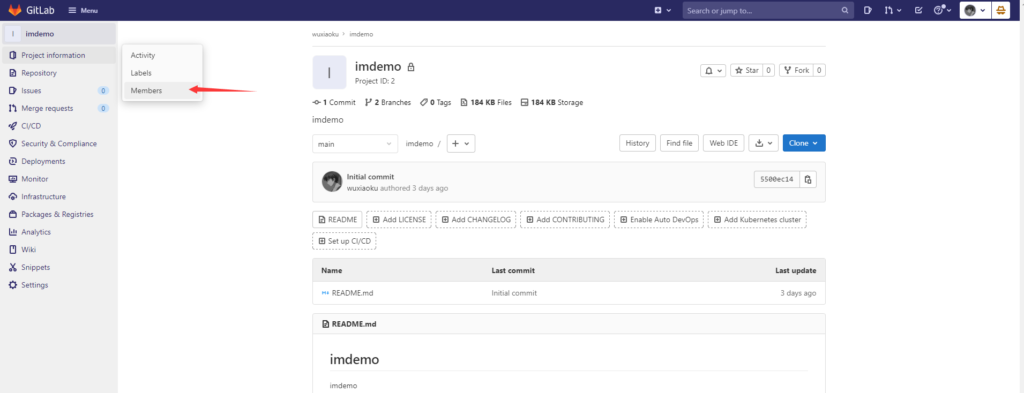 GitLab Menu Search or jump to...
I imdemo
Project information
Repository
Issues 0
Merge requests 0
CI/CD
Security & Compliance
Deployments
Monitor
Infrastructure
Packages & Registries
Analytics
Wiki
Snippets
Settings
Activity
Labels
Members
wuxiaoku › imdemo
I imdemo
Project ID: 2
Star 0 Fork 0
1 Commit 2 Branches 0 Tags 184 KB Files 184 KB Storage
imdemo
main imdemo / + History Find file Web IDE Clone
Initial commit
wuxiaoku authored 3 days ago
5500ec14
README Add LICENSE Add CHANGELOG Add CONTRIBUTING Enable Auto DevOps Add Kubernetes cluster
Set up CI/CD
Name Last commit Last update
README.md Initial commit 3 days ago
README.md
imdemo
imdemo